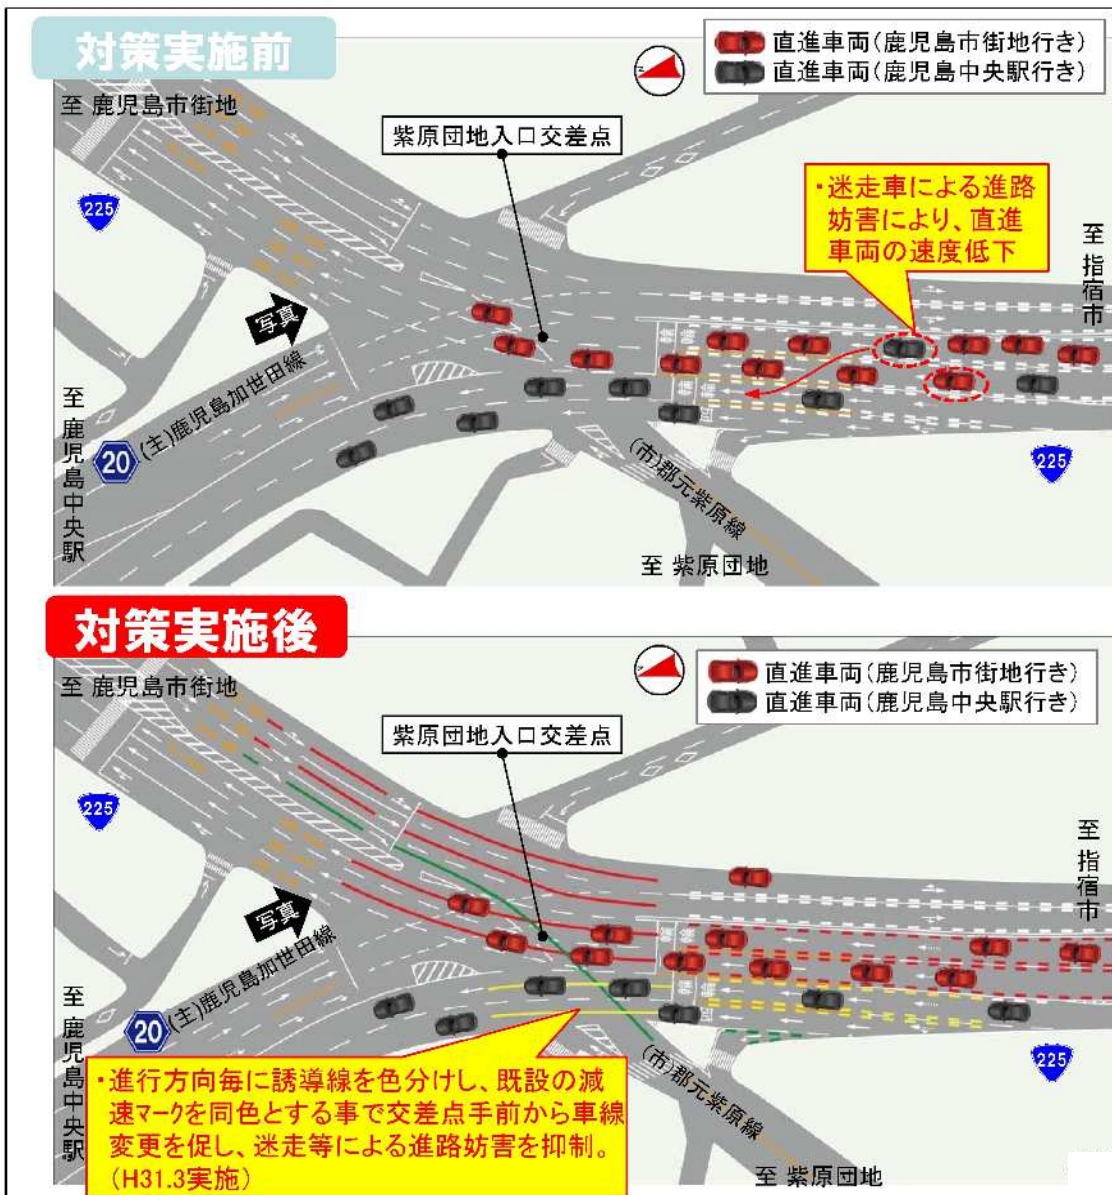 対策実施前
直進車両(鹿児島市街地行き)
直進車両(鹿児島中央駅行き)
至 鹿児島市街地
紫原団地入口交差点
225
・迷走車による進路
妨害により、直進
車両の速度低下
至 指宿市
写真
(主)鹿児島加世田線
至 鹿児島中央駅
20
(市)郡元紫原線
225
至 紫原団地
対策実施後
直進車両(鹿児島市街地行き)
直進車両(鹿児島中央駅行き)
至 鹿児島市街地
紫原団地入口交差点
225
至 指宿市
写真
(主)鹿児島加世田線
至 鹿児島中央駅
20
(市)郡元紫原線
225
・進行方向毎に誘導線を色分けし、既設の減
速マークを同色とする事で交差点手前から車線
変更を促し、迷走等による進路妨害を抑制。
(H31.3実施)
至 紫原団地